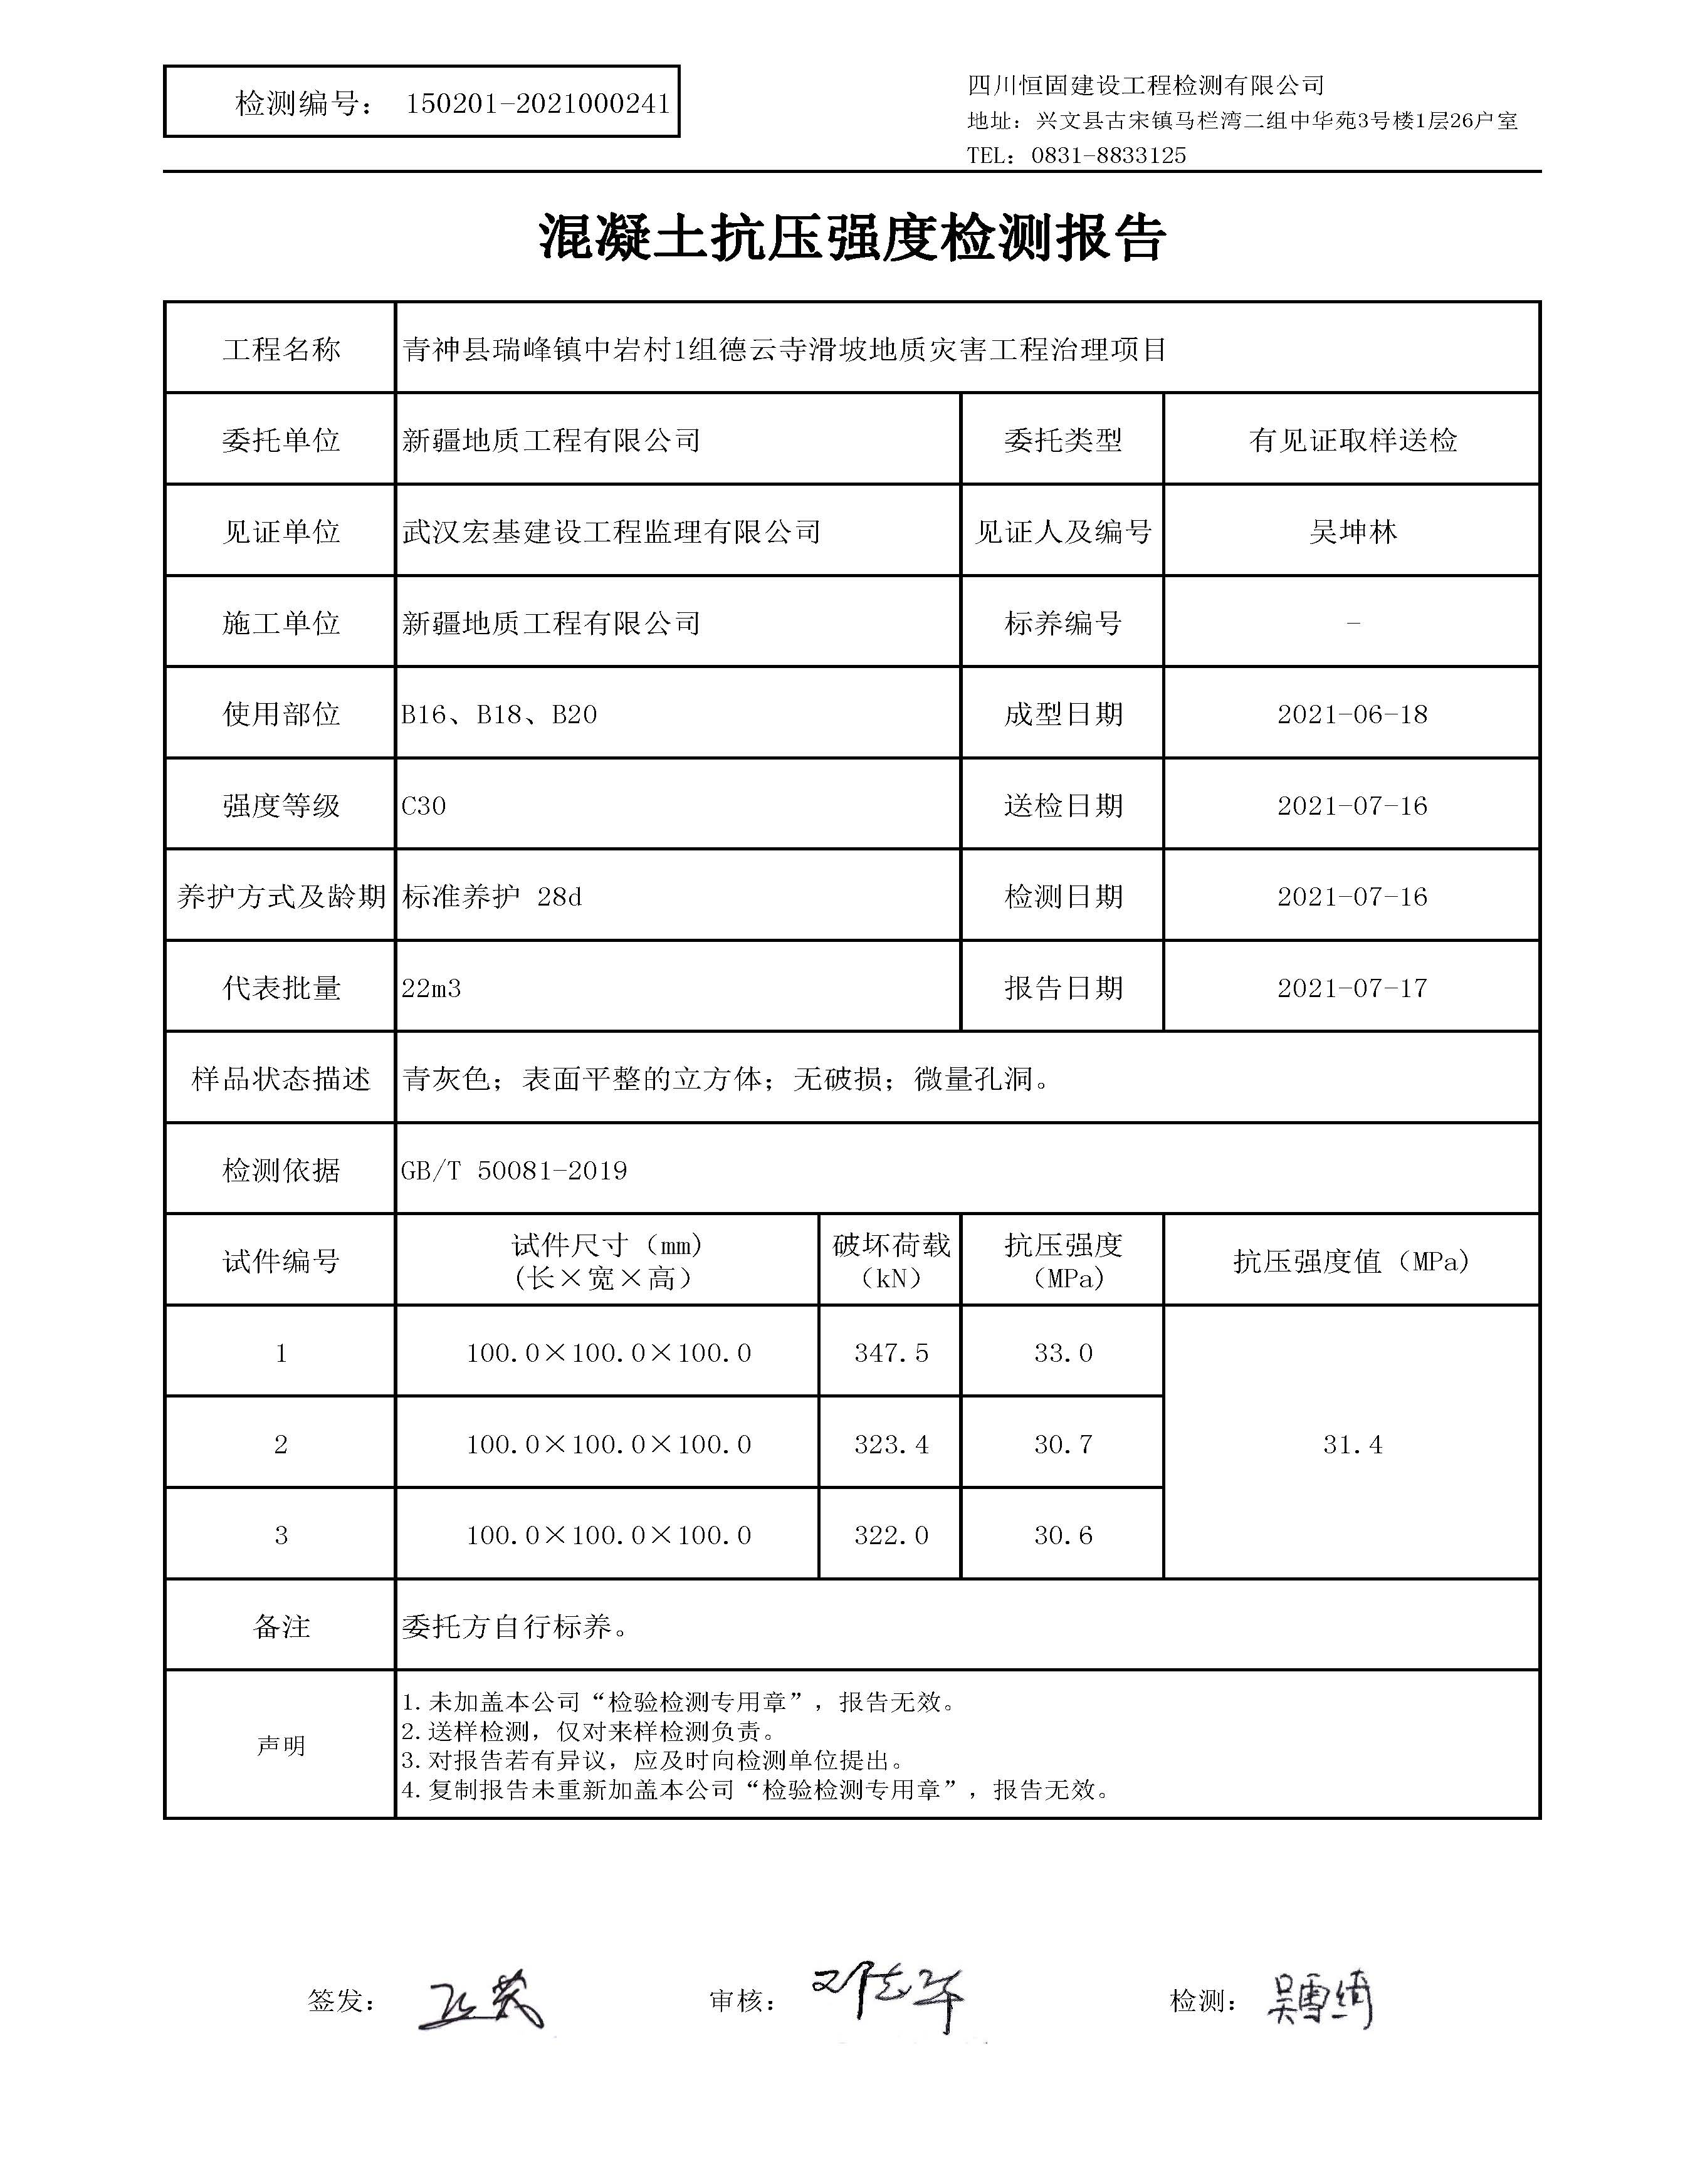 检测编号： 150201-2021000241
四川恒固建设工程检测有限公司
地址：兴文县古宋镇马栏湾二组中华苑3号楼1层26户室
TEL：0831-8833125
混凝土抗压强度检测报告
工程名称 青神县瑞峰镇中岩村1组德云寺滑坡地质灾害工程治理项目
委托单位 新疆地质工程有限公司 委托类型 有见证取样送检
见证单位 武汉宏基建设工程监理有限公司 见证人及编号 吴坤林
施工单位 新疆地质工程有限公司 标养编号 -
使用部位 B16、B18、B20 成型日期 2021-06-18
强度等级 C30 送检日期 2021-07-16
养护方式及龄期 标准养护 28d 检测日期 2021-07-16
代表批量 22m3 报告日期 2021-07-17
样品状态描述 青灰色；表面平整的立方体；无破损；微量孔洞。
检测依据 GB/T 50081-2019
试件编号 试件尺寸（mm） 破坏荷载 抗压强度 抗压强度值（MPa）
(长×宽×高） （kN） （MPa）
1 100.0×100.0×100.0 347.5 33.0
2 100.0×100.0×100.0 323.4 30.7 31.4
3 100.0×100.0×100.0 322.0 30.6
备注 委托方自行标养。
声明
1.未加盖本公司“检验检测专用章”，报告无效。
2.送样检测，仅对来样检测负责。
3.对报告若有异议，应及时向检测单位提出。
4.复制报告未重新加盖本公司“检验检测专用章”，报告无效。
签发： 审核： 检测：吴雪绮